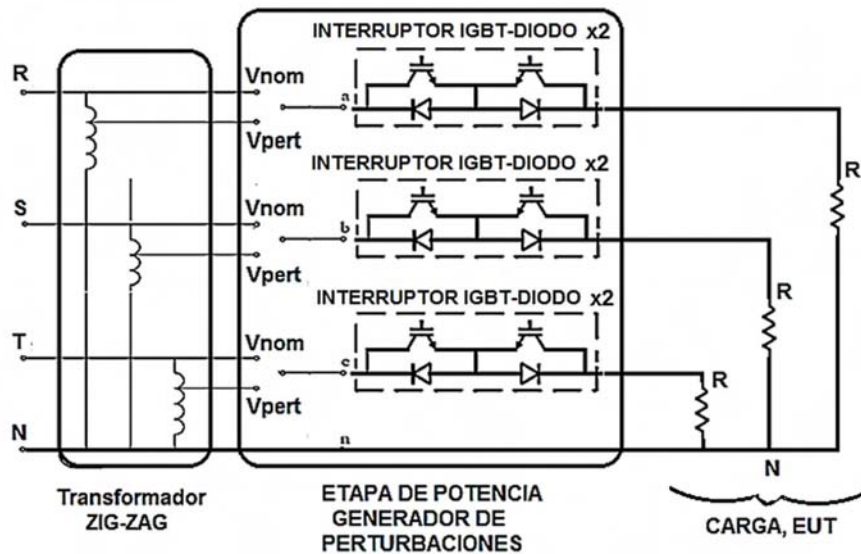 INTERRUPTOR IGBT-DIODO x2
R
Vnom
a
Vpert
R
INTERRUPTOR IGBT-DIODO x2
S
Vnom
b
Vpert
R
INTERRUPTOR IGBT-DIODO x2
T
Vnom
c
Vpert
R
N
n
N
Transformador
ZIG-ZAG
ETAPA DE POTENCIA
GENERADOR DE
PERTURBACIONES
CARGA, EUT